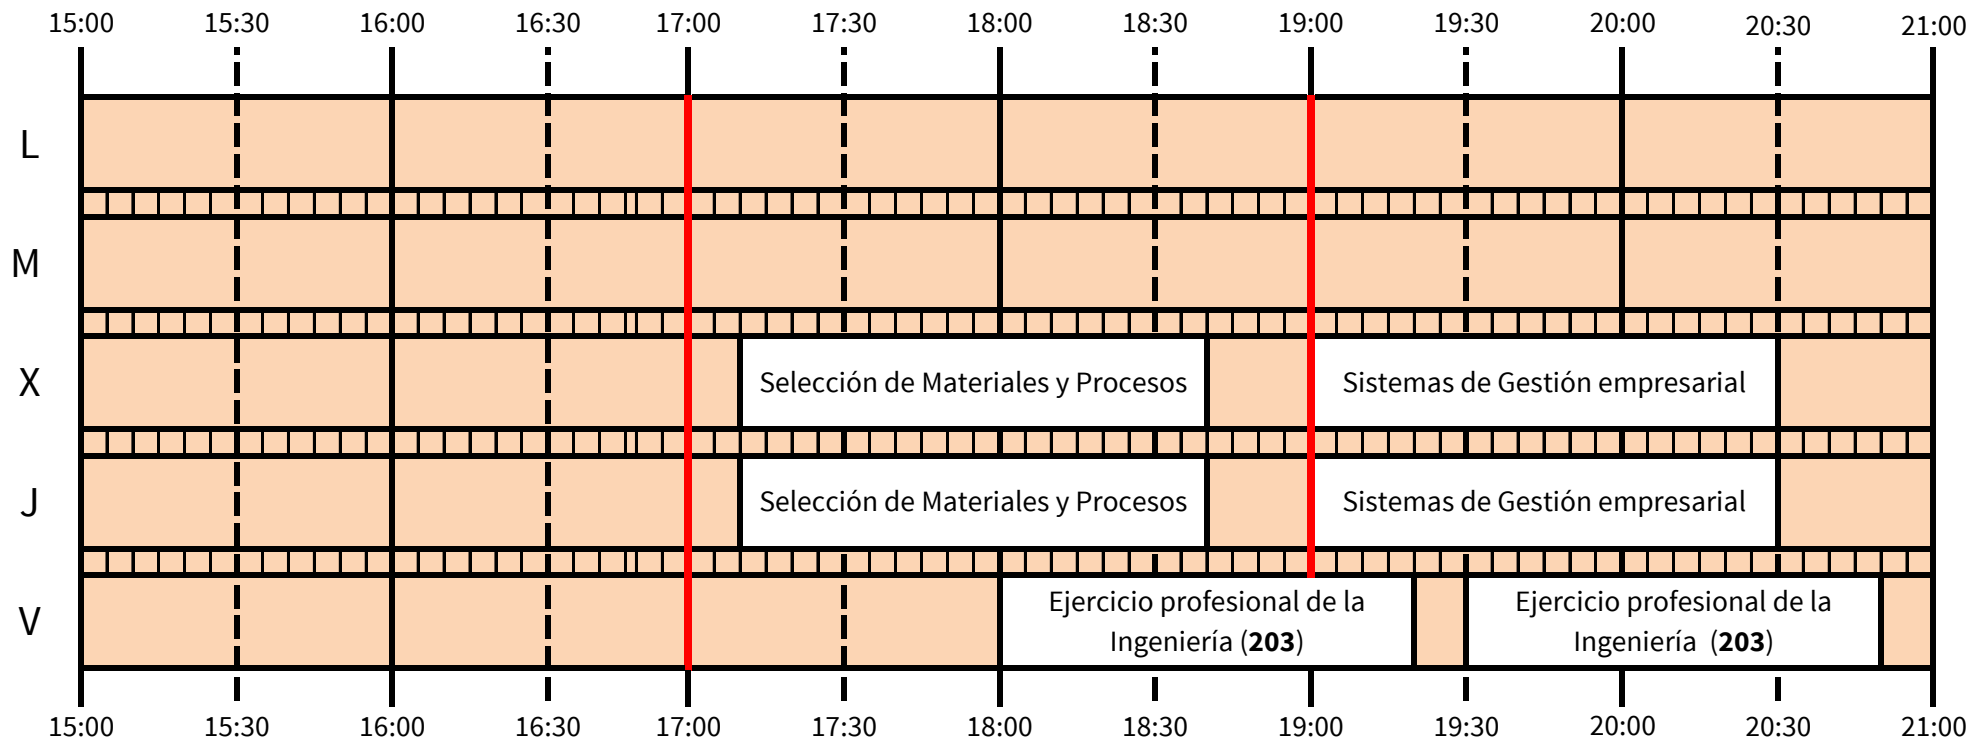 15:00 15:30 16:00 16:30 17:00 17:30 18:00 18:30 19:00 19:30 20:00 20:30 21:00
L
M
X
Selección de Materiales y Procesos
Sistemas de Gestión empresarial
J
Selección de Materiales y Procesos
Sistemas de Gestión empresarial
V
Ejercicio profesional de la
Ingeniería (203)
Ejercicio profesional de la
Ingeniería (203)
15:00 15:30 16:00 16:30 17:00 17:30 18:00 18:30 19:00 19:30 20:00 20:30 21:00